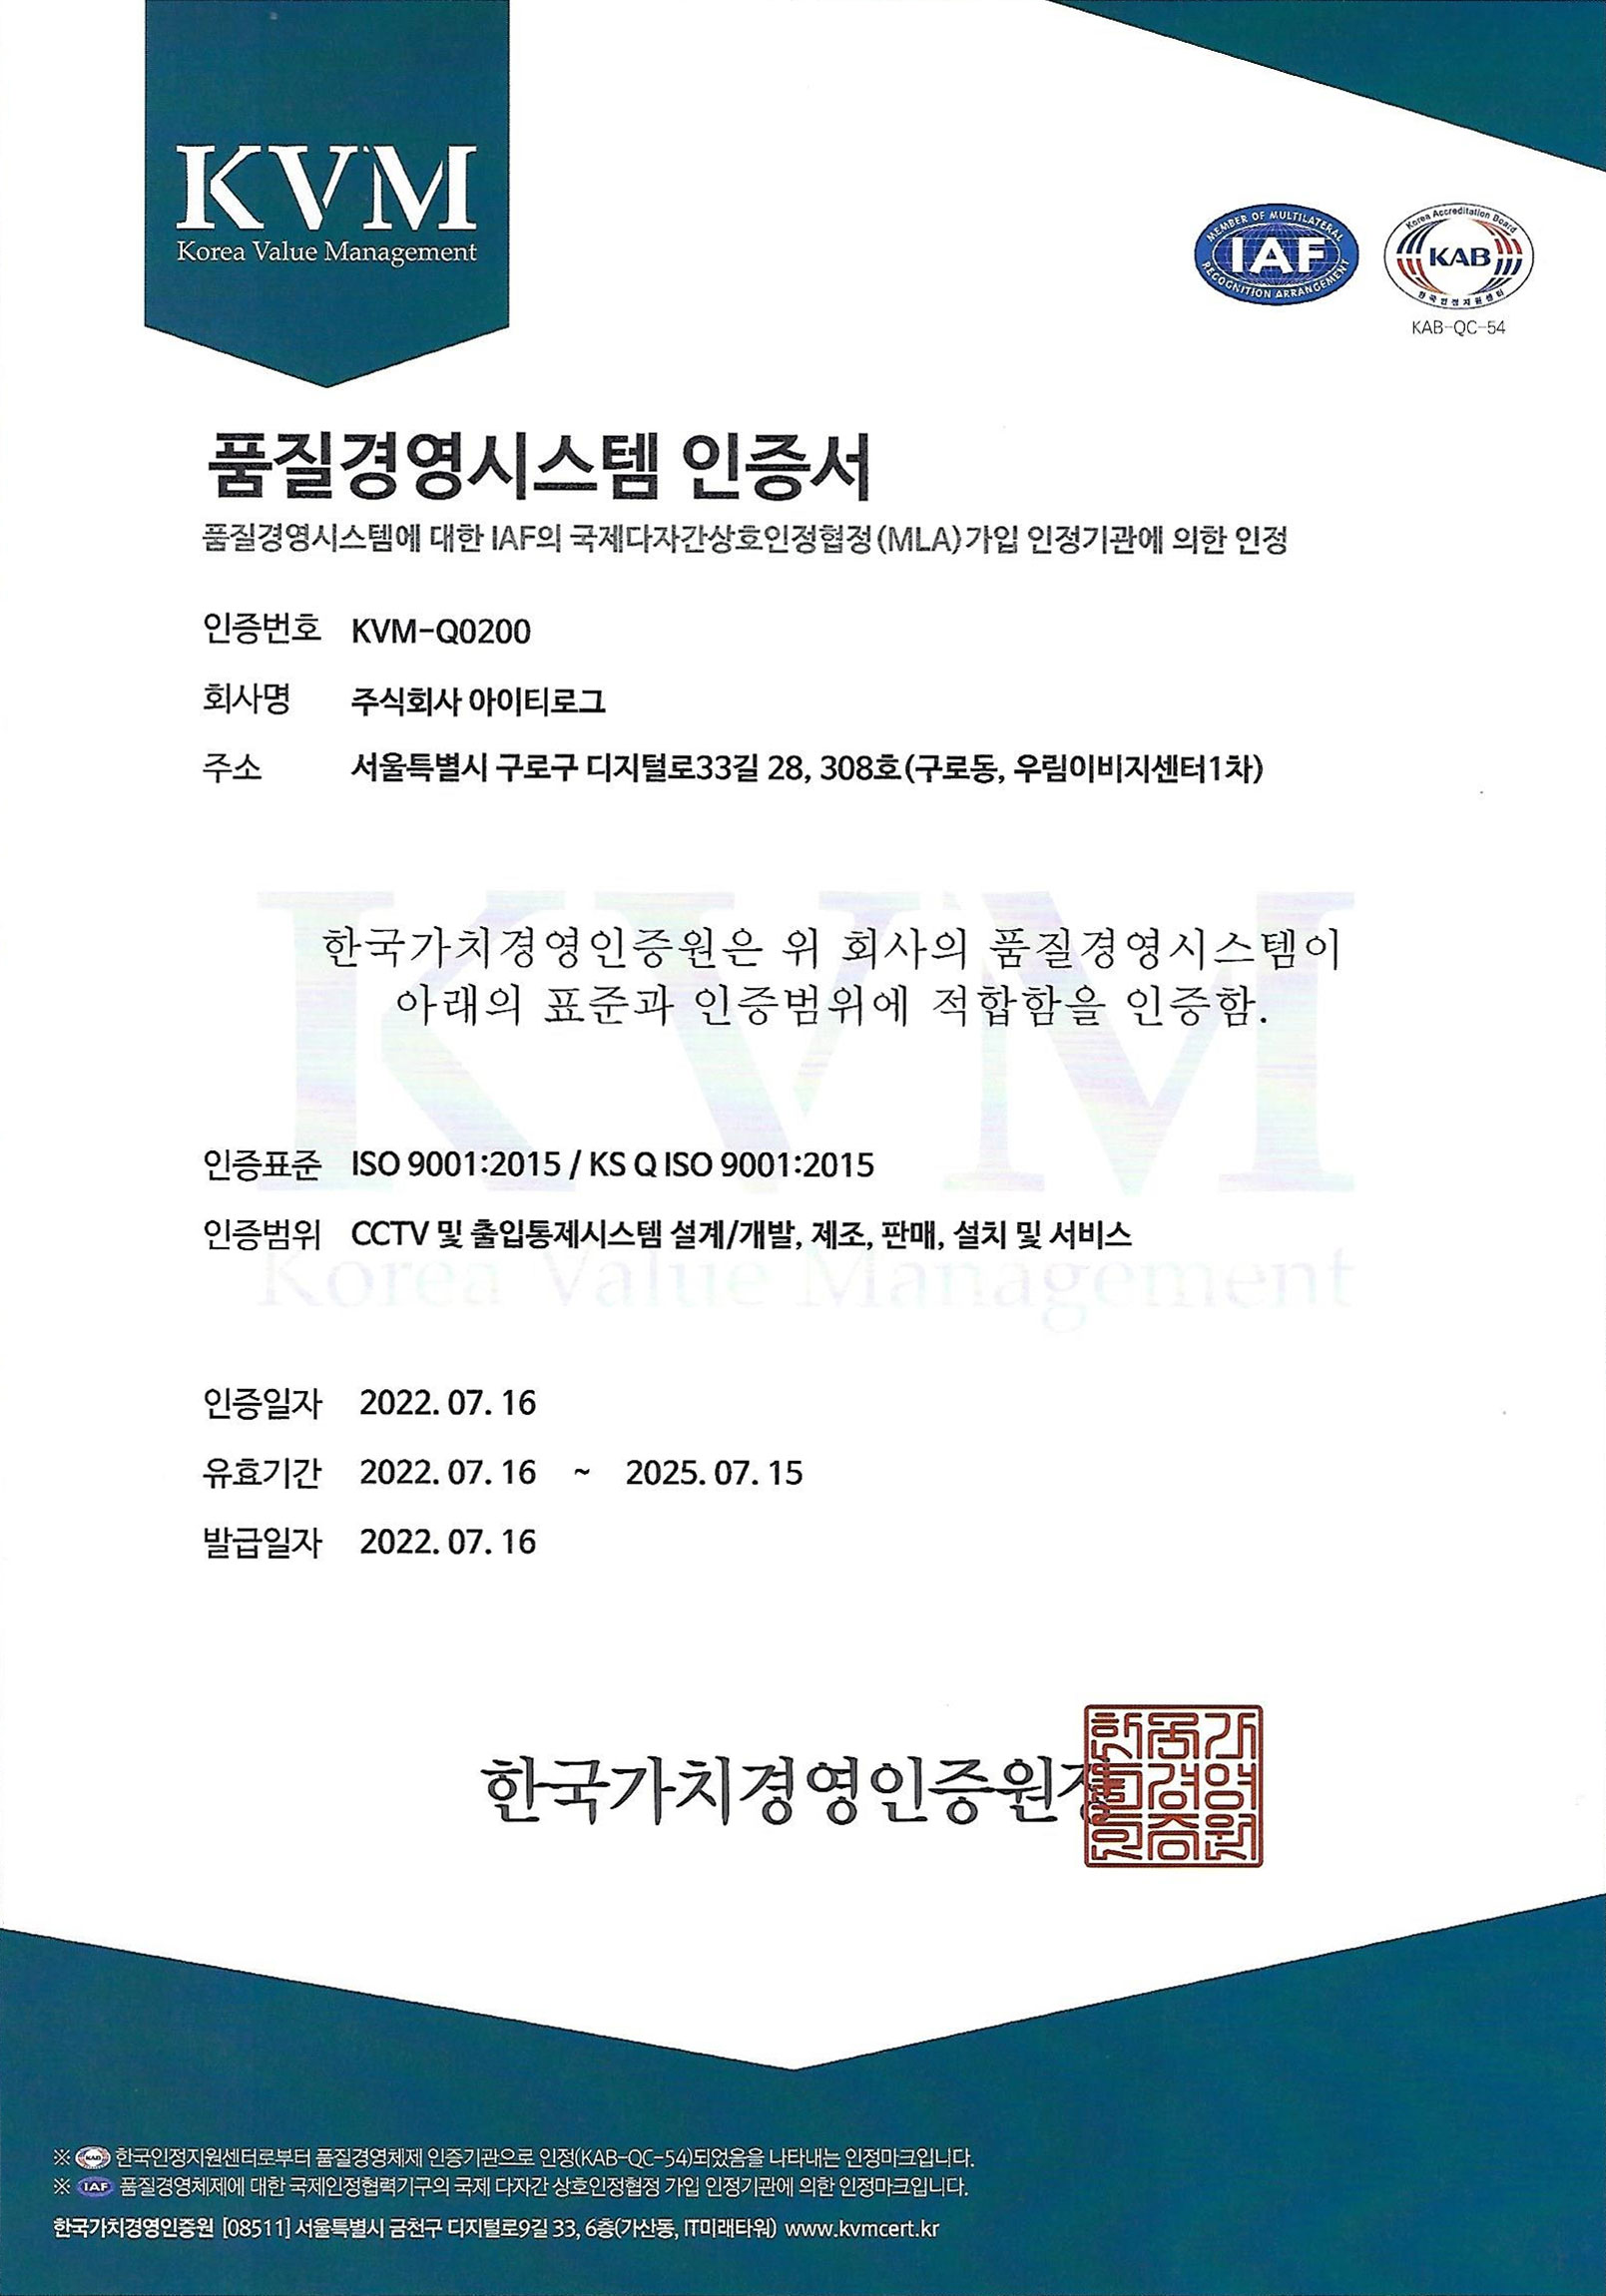 KVM
Korea Value Management
MEMBER OF MULTILATERAL
IAF
RECOGNITION ARRANGEMENT
Korea Accreditation Board
KAB
한국인정지원센터
KAB-QC-54
품질경영시스템 인증서
품질경영시스템에 대한 IAF의 국제다자간상호인정협정(MLA)가입 인정기관에 의한 인정
인증번호 KVM-Q0200
회사명 주식회사 아이티로그
주소 서울특별시 구로구 디지털로33길 28, 308호(구로동, 우림이비지센터1차)
KVM
한국가치경영인증원은 위 회사의 품질경영시스템이
아래의 표준과 인증범위에 적합함을 인증함.
인증표준 ISO 9001:2015 / KS Q ISO 9001:2015
인증범위 CCTV 및 출입통제시스템 설계/개발, 제조, 판매, 설치 및 서비스
Korea Value Management
인증일자 2022. 07. 16
유효기간 2022. 07. 16 ~ 2025. 07. 15
발급일자 2022. 07. 16
한국가치경영인증원장
한국가
치경영
인증원
※ KAB 한국인정지원센터로부터 품질경영체제 인증기관으로 인정(KAB-QC-54)되었음을 나타내는 인정마크입니다.
※ IAF 품질경영체제에 대한 국제인정협력기구의 국제 다자간 상호인정협정 가입 인정기관에 의한 인정마크입니다.
한국가치경영인증원 [08511] 서울특별시 금천구 디지털로9길 33, 6층(가산동, IT미래타워) www.kvmcert.kr